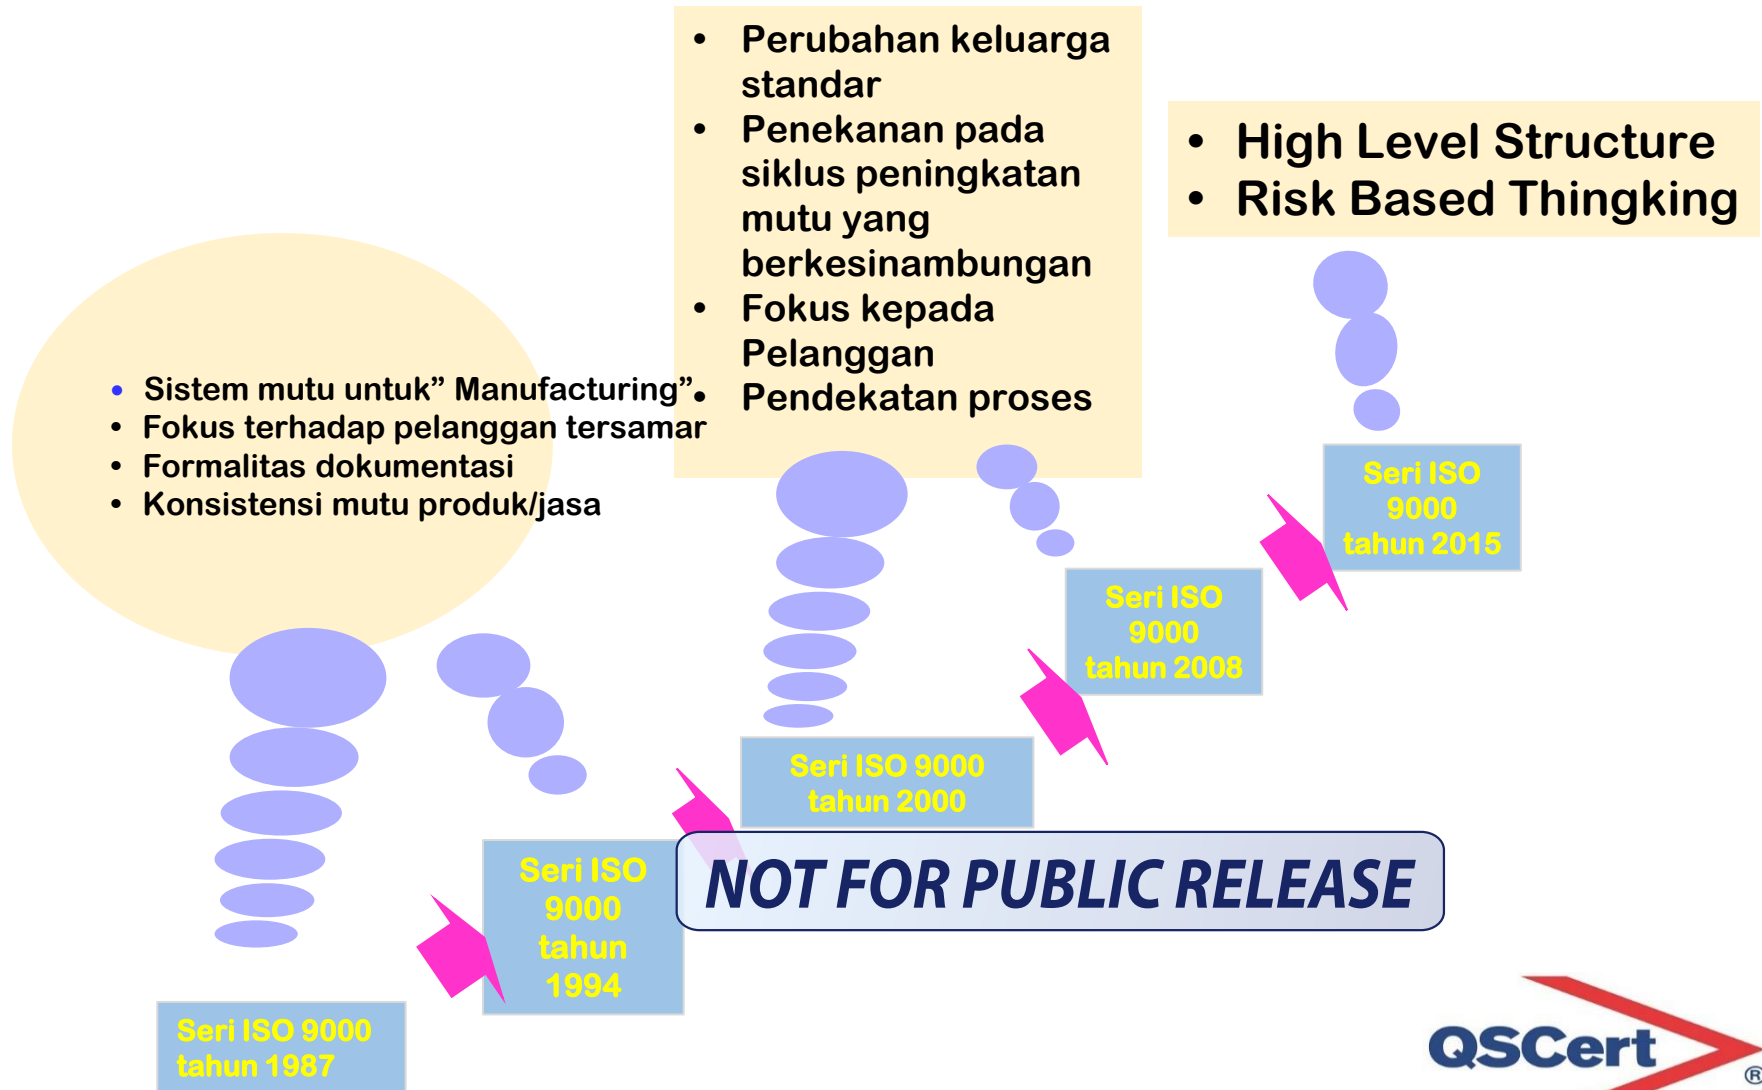 • Perubahan keluarga
standar
• Penekanan pada
siklus peningkatan
mutu yang
berkesinambungan
• Fokus kepada
Pelanggan
• Pendekatan proses
• High Level Structure
• Risk Based Thingking
• Sistem mutu untuk” Manufacturing”
• Fokus terhadap pelanggan tersamar
• Formalitas dokumentasi
• Konsistensi mutu produk/jasa
Seri ISO
9000
tahun 2015
Seri ISO
9000
tahun 2008
Seri ISO 9000
tahun 2000
Seri ISO
9000
tahun
1994
NOT FOR PUBLIC RELEASE
Seri ISO 9000
tahun 1987
QSCert
®